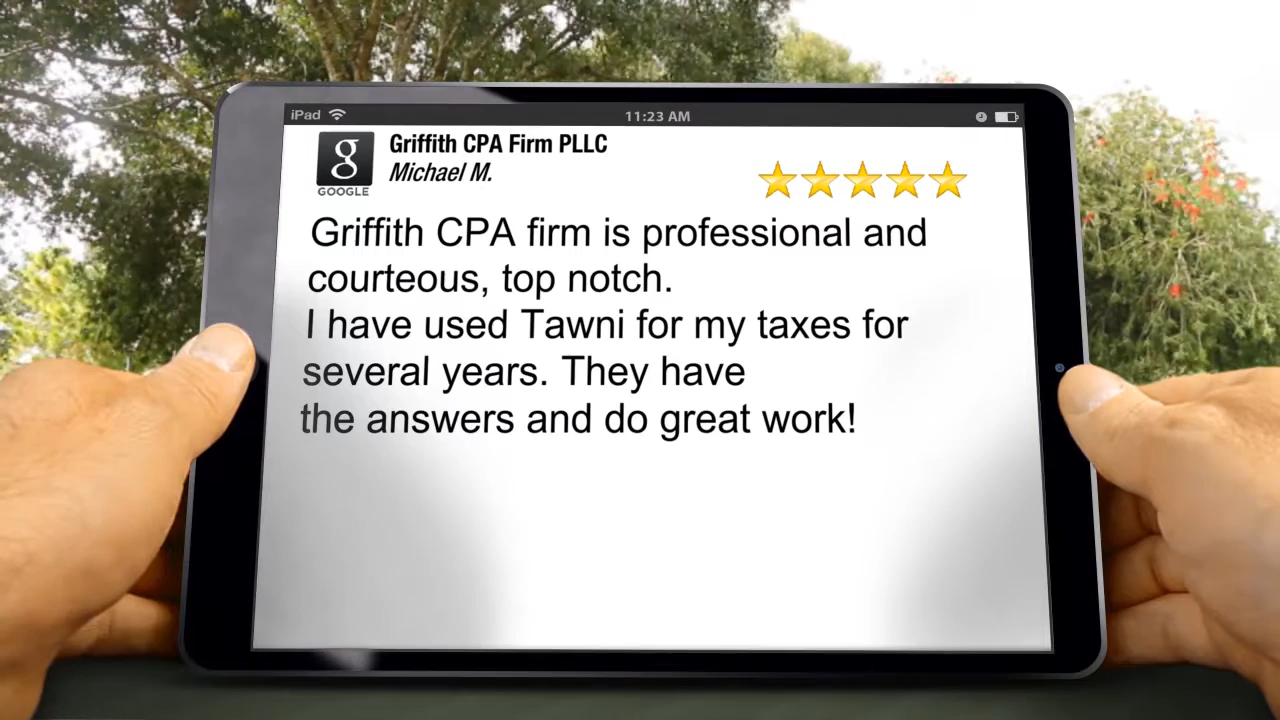 iPad 11:23 AM
g
GOOGLE
Griffith CPA Firm PLLC
Michael M.
Griffith CPA firm is professional and
courteous, top notch.
I have used Tawni for my taxes for
several years. They have
the answers and do great work!